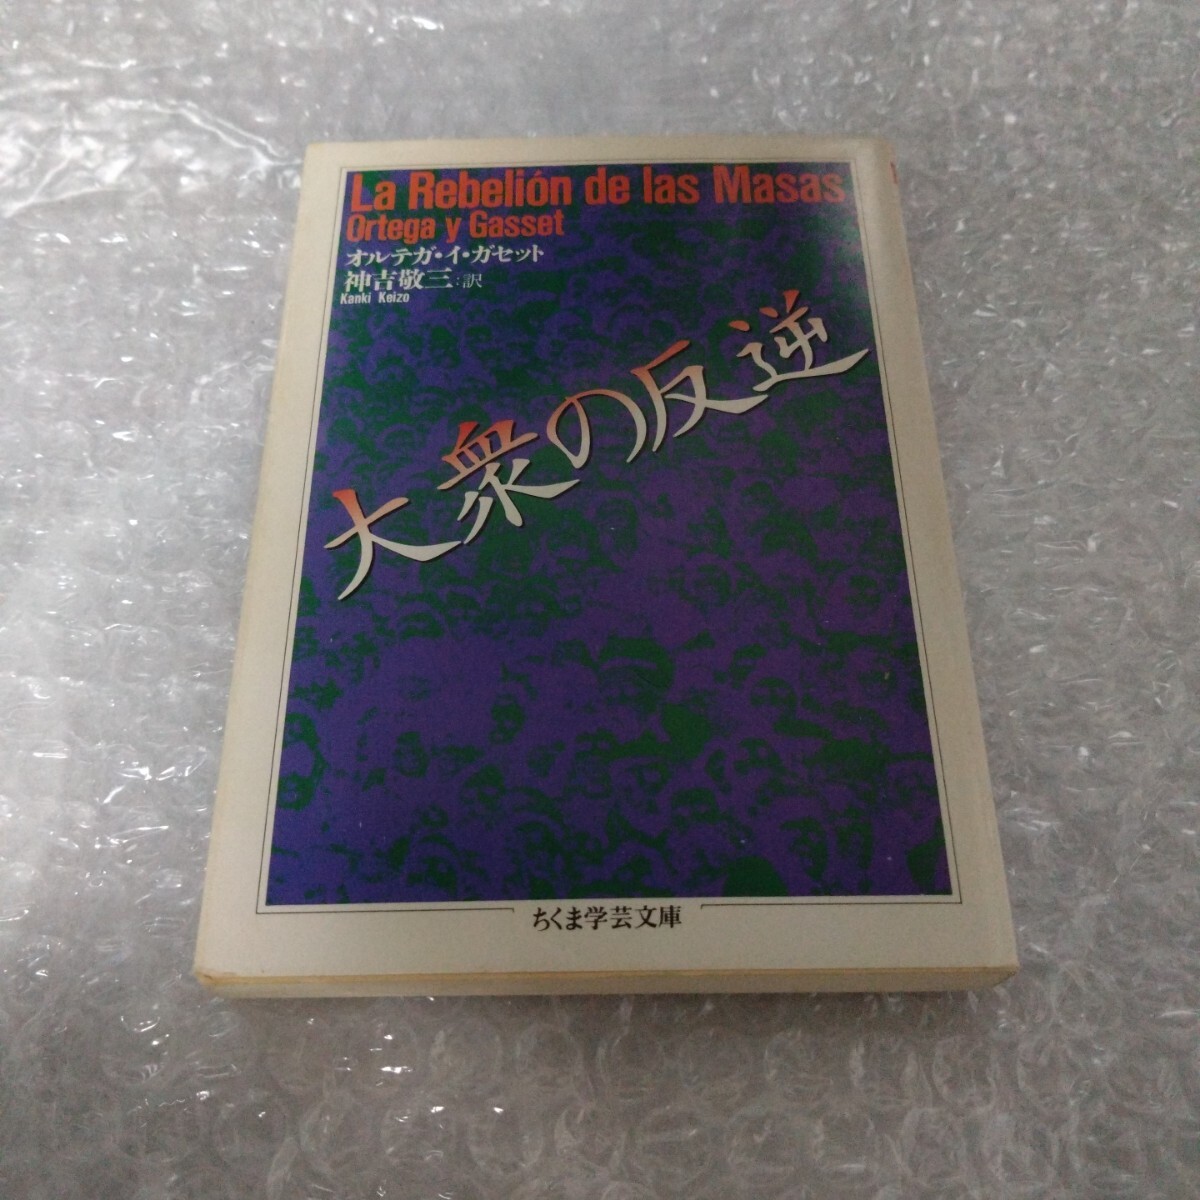 La Rebelión de las Masas
Ortega y Gasset
オルテガ・イ・ガセット
神吉敬三:訳
Kanki Keizo
大衆の反逆
ちくま学芸文庫